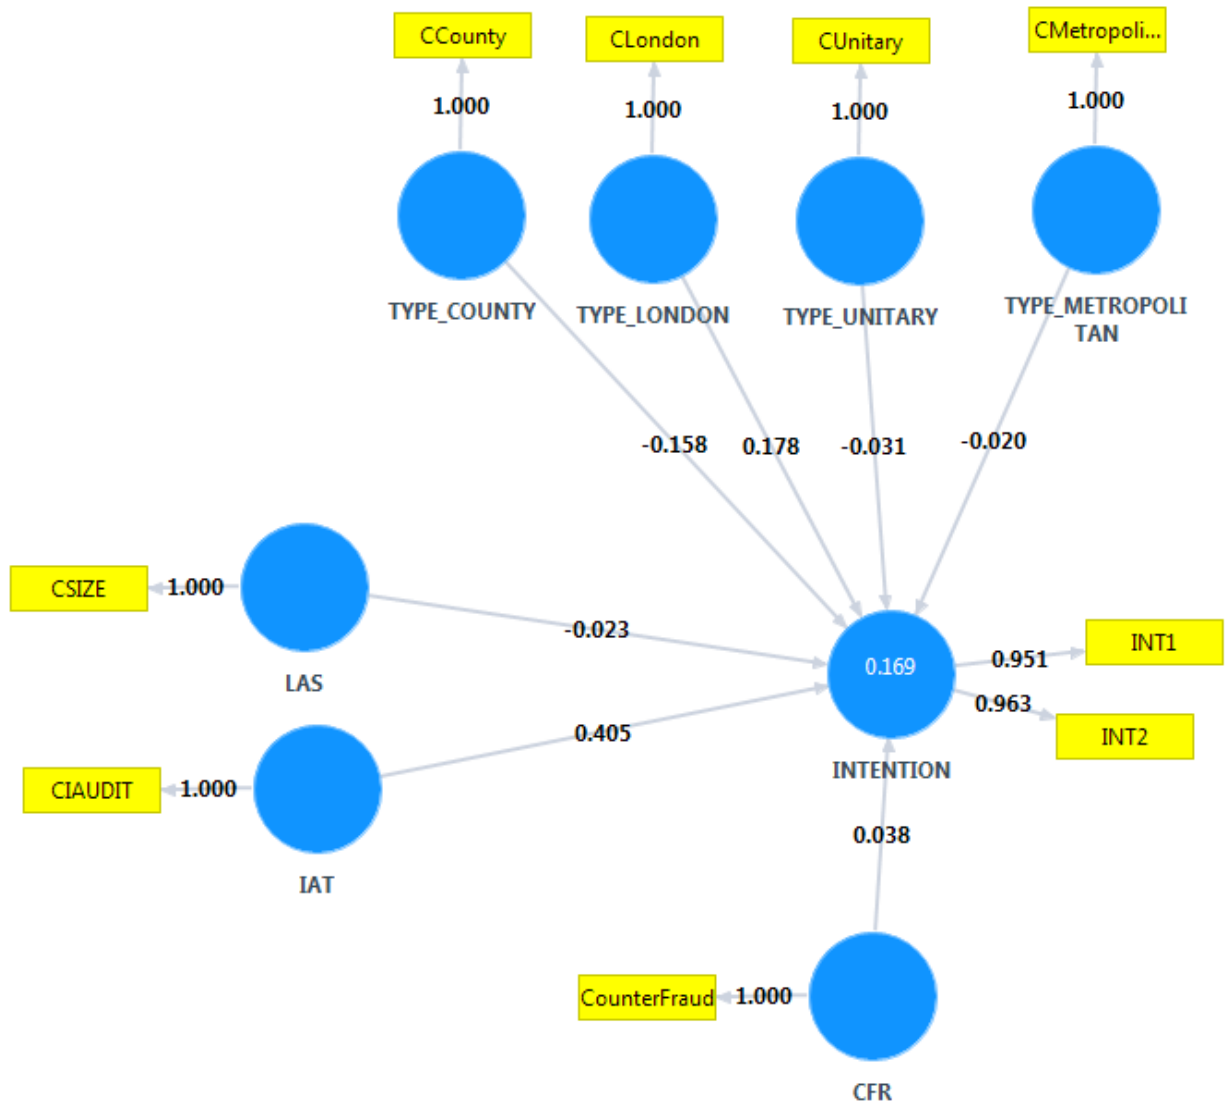 CCounty
CLondon
CUnitary
CMetropoli...
1.000
1.000
1.000
1.000
TYPE_COUNTY
TYPE_LONDON
TYPE_UNITARY
TYPE_METROPOLI
TAN
-0.158
0.178
-0.031
-0.020
CSIZE
1.000
-0.023
LAS
0.169
0.951
INT1
0.963
INT2
INTENTION
CIAUDIT
1.000
0.405
IAT
0.038
CounterFraud
1.000
CFR